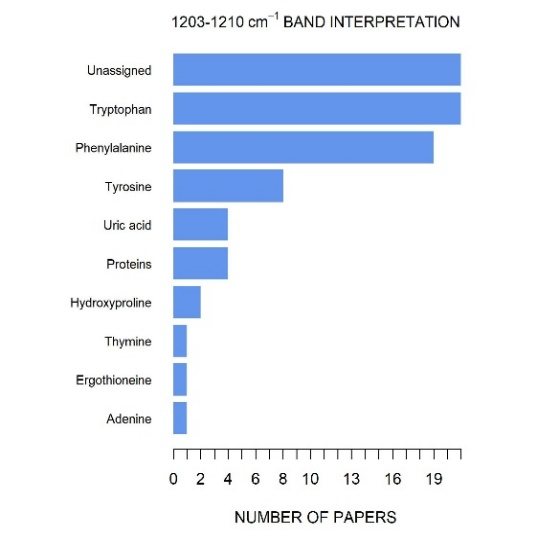 1203-1210 cm⁻¹ BAND INTERPRETATION
Unassigned
Tryptophan
Phenylalanine
Tyrosine
Uric acid
Proteins
Hydroxyproline
Thymine
Ergothioneine
Adenine
0 2 4 6 8 10 13 16 19
NUMBER OF PAPERS